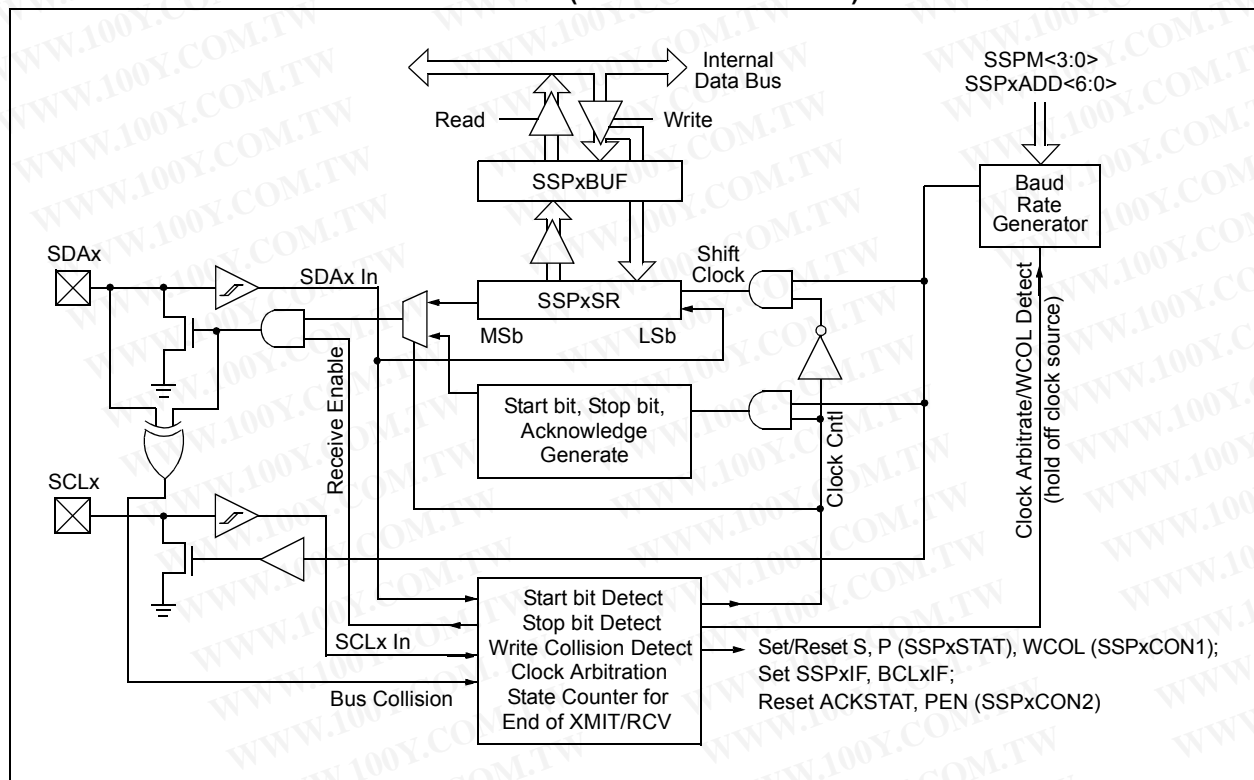 Internal
Data Bus
SSPM<3:0>
SSPxADD<6:0>
Read
Write
SSPxBUF
Baud
Rate
Generator
SDAx
SDAx In
Shift
Clock
SSPxSR
MSb
LSb
Receive Enable
Start bit, Stop bit,
Acknowledge
Generate
Clock Cntl
Clock Arbitrate/WCOL Detect
(hold off clock source)
SCLx
SCLx In
Bus Collision
Start bit Detect
Stop bit Detect
Write Collision Detect
Clock Arbitration
State Counter for
End of XMIT/RCV
Set/Reset S, P (SSPxSTAT), WCOL (SSPxCON1);
Set SSPxIF, BCLxIF;
Reset ACKSTAT, PEN (SSPxCON2)
WWW.100Y.COM.TW